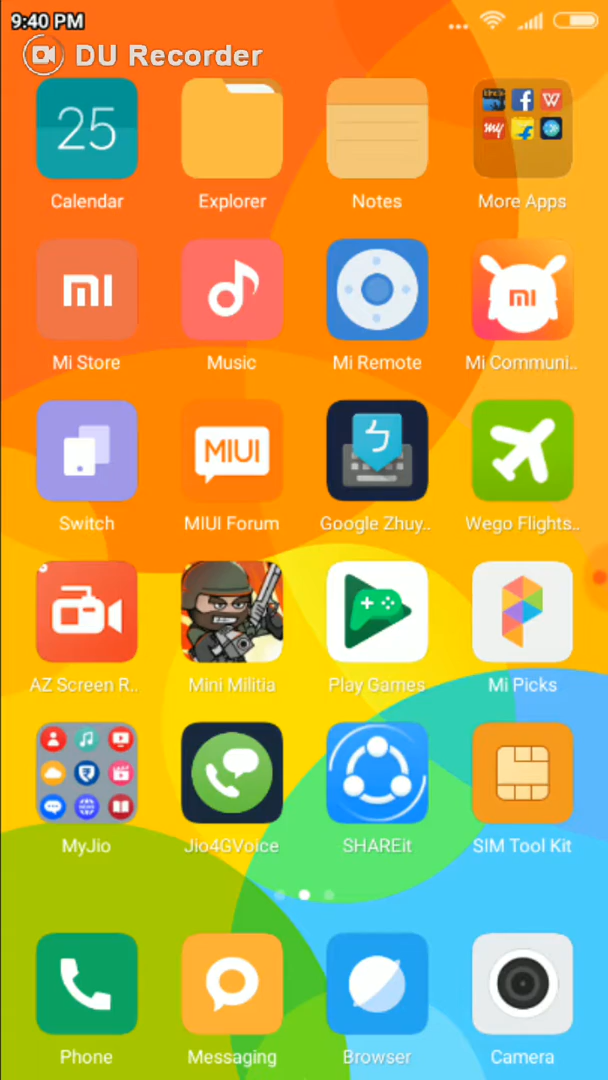 9:40 PM
DU Recorder
25
Calendar
Explorer
Notes
More Apps
mi
mi
Mi Store
Music
Mi Remote
Mi Communi..
MIUI
Switch
MIUI Forum
Google Zhuy..
Wego Flights..
AZ Screen R..
Mini Militia
Play Games
Mi Picks
MyJio
Jio4GVoice
SHAREit
SIM Tool Kit
Phone
Messaging
Browser
Camera